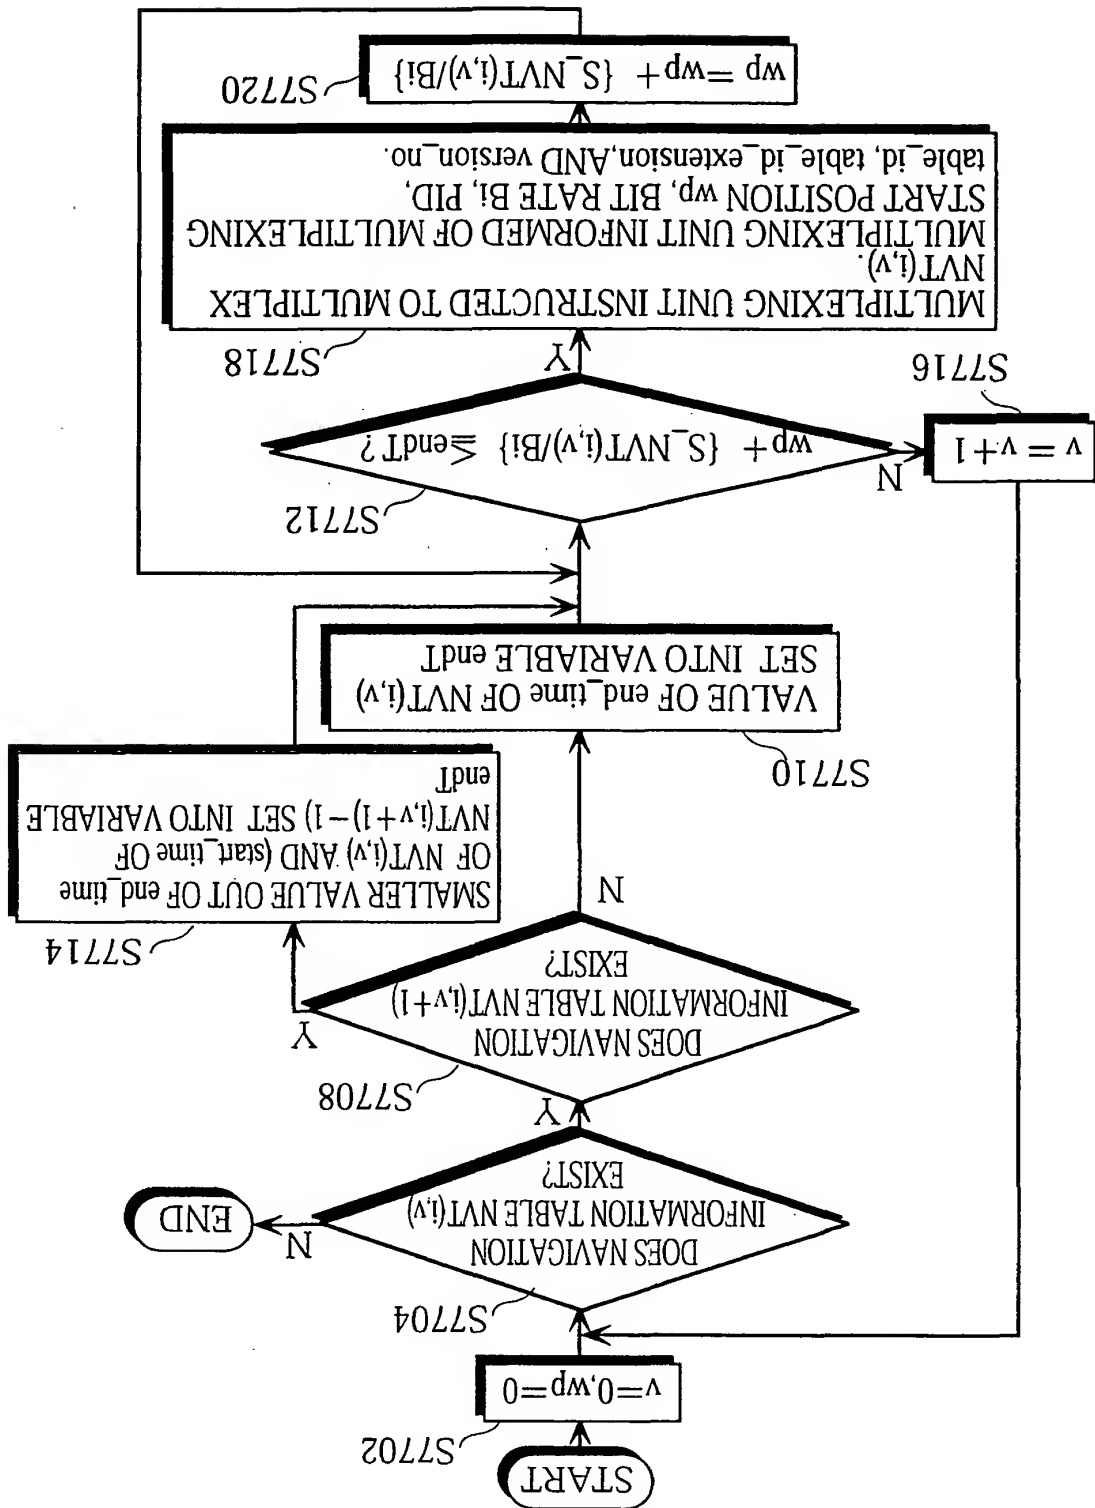 START
S7702
v=0,wp=0
S7704
DOES NAVIGATION
INFORMATION TABLE NVT(i,v)
EXIST?
N
END
Y
S7708
DOES NAVIGATION
INFORMATION TABLE NVT(i,v+1)
EXIST?
Y
N
S7714
SMALLER VALUE OUT OF end_time
OF NVT(i,v) AND (start_time OF
NVT(i,v+1)-1) SET INTO VARIABLE
endT
S7710
VALUE OF end_time OF NVT(i,v)
SET INTO VARIABLE endT
S7712
wp+ {S_NVT(i,v)/Bi} ≦endT?
N
S7716
v=v+1
Y
S7718
MULTIPLEXING UNIT INSTRUCTED TO MULTIPLEX
NVT(i,v).
MULTIPLEXING UNIT INFORMED OF MULTIPLEXING
START POSITION wp, BIT RATE Bi, PID,
table_id, table_id_extension,AND version_no.
S7720
wp=wp+ {S_NVT(i,v)/Bi}